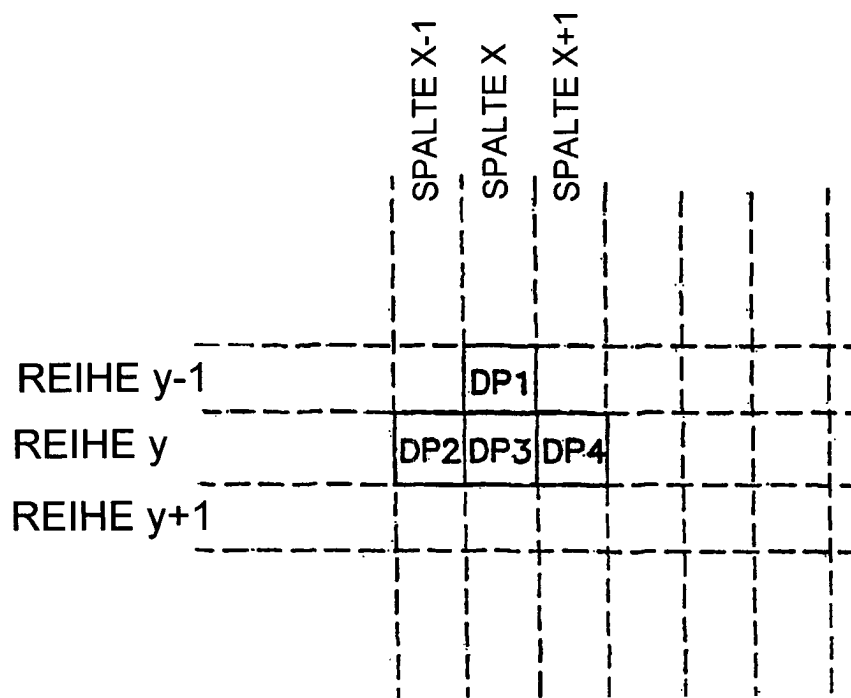 SPALTE X-1
SPALTE X
SPALTE X+1
REIHE y-1
DP1
REIHE y
DP2 DP3 DP4
REIHE y+1